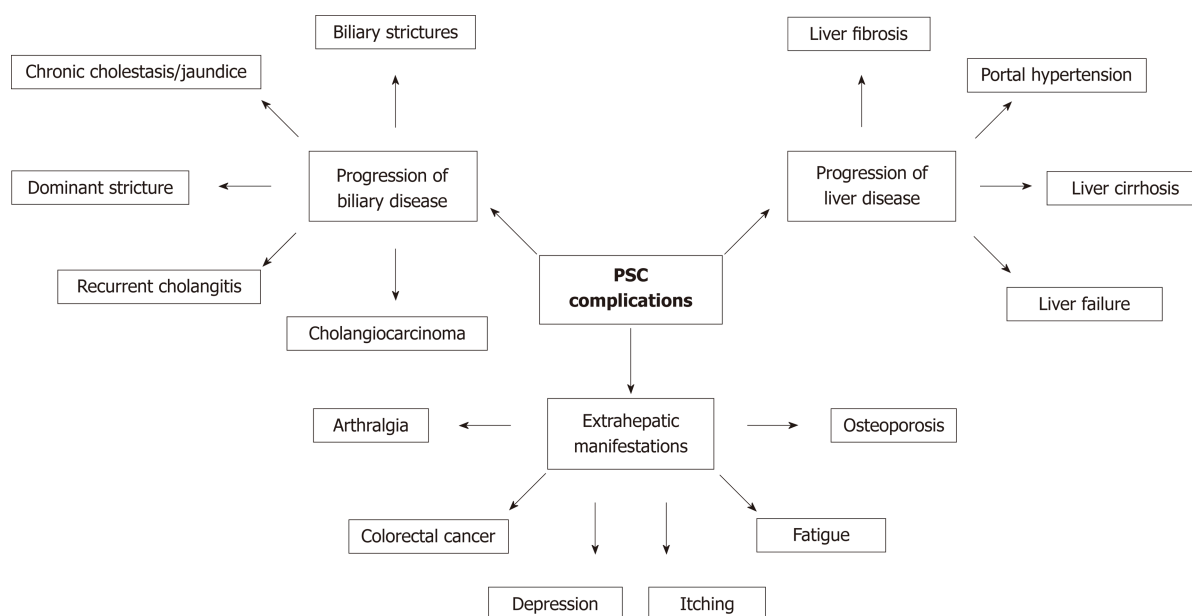 Biliary strictures
Liver fibrosis
Chronic cholestasis/jaundice
Portal hypertension
Progression of
biliary disease
Progression of
liver disease
Dominant stricture
Liver cirrhosis
PSC
complications
Recurrent cholangitis
Liver failure
Cholangiocarcinoma
Extrahepatic
manifestations
Arthralgia
Osteoporosis
Colorectal cancer
Fatigue
Depression
Itching